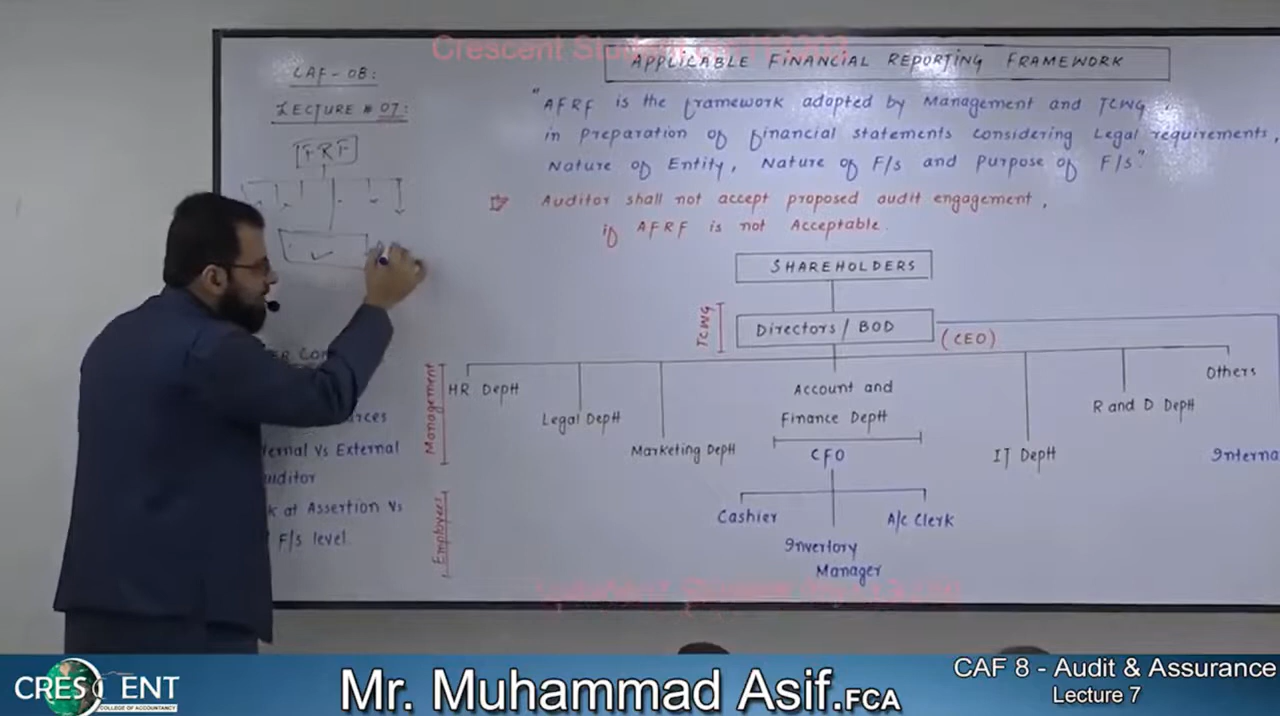 CAF-08:
LECTURE # 07:
FRF
APPLICABLE FINANCIAL REPORTING FRAMEWORK
"AFRF is the framework adopted by Management and TCWG,
in preparation of financial statements considering Legal requirements,
Nature of Entity, Nature of F/s and Purpose of F/s."
Auditor shall not accept proposed audit engagement,
if AFRF is not Acceptable.
SHAREHOLDERS
TCWG
Directors / BOD
(CEO)
Management
HR Deptt
Legal Deptt
Marketing Deptt
Account and
Finance Deptt
CFO
IT Deptt
R and D Deptt
Others
Interna
Employees
Cashier
Inventory
Manager
A/c Clerk
ernal Vs External
at Assertion Vs
F/s level
Crescent
CRESCENT
COLLEGE OF ACCOUNTANCY
Mr. Muhammad Asif.FCA
CAF 8 - Audit & Assurance
Lecture 7